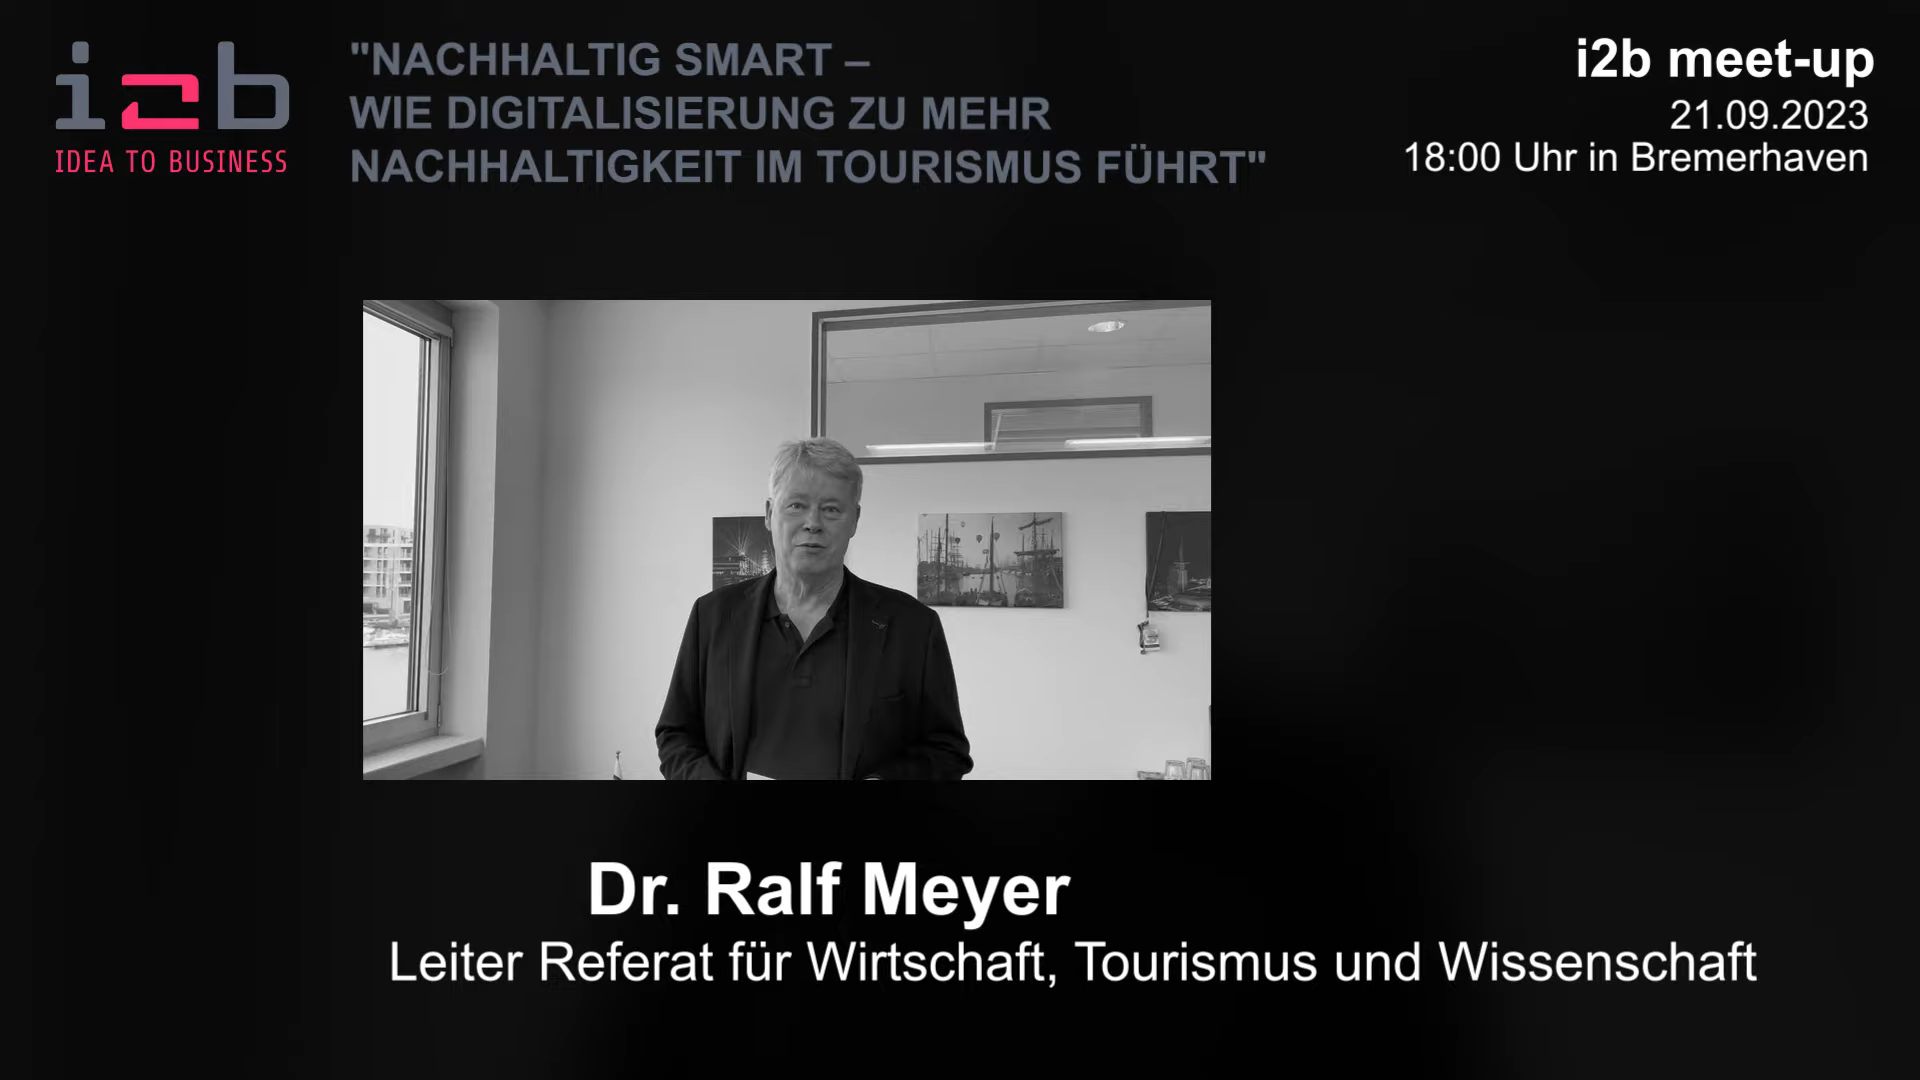 i2b
IDEA TO BUSINESS
"NACHHALTIG SMART –
WIE DIGITALISIERUNG ZU MEHR
NACHHALTIGKEIT IM TOURISMUS FÜHRT"
i2b meet-up
21.09.2023
18:00 Uhr in Bremerhaven
Dr. Ralf Meyer
Leiter Referat für Wirtschaft, Tourismus und Wissenschaft